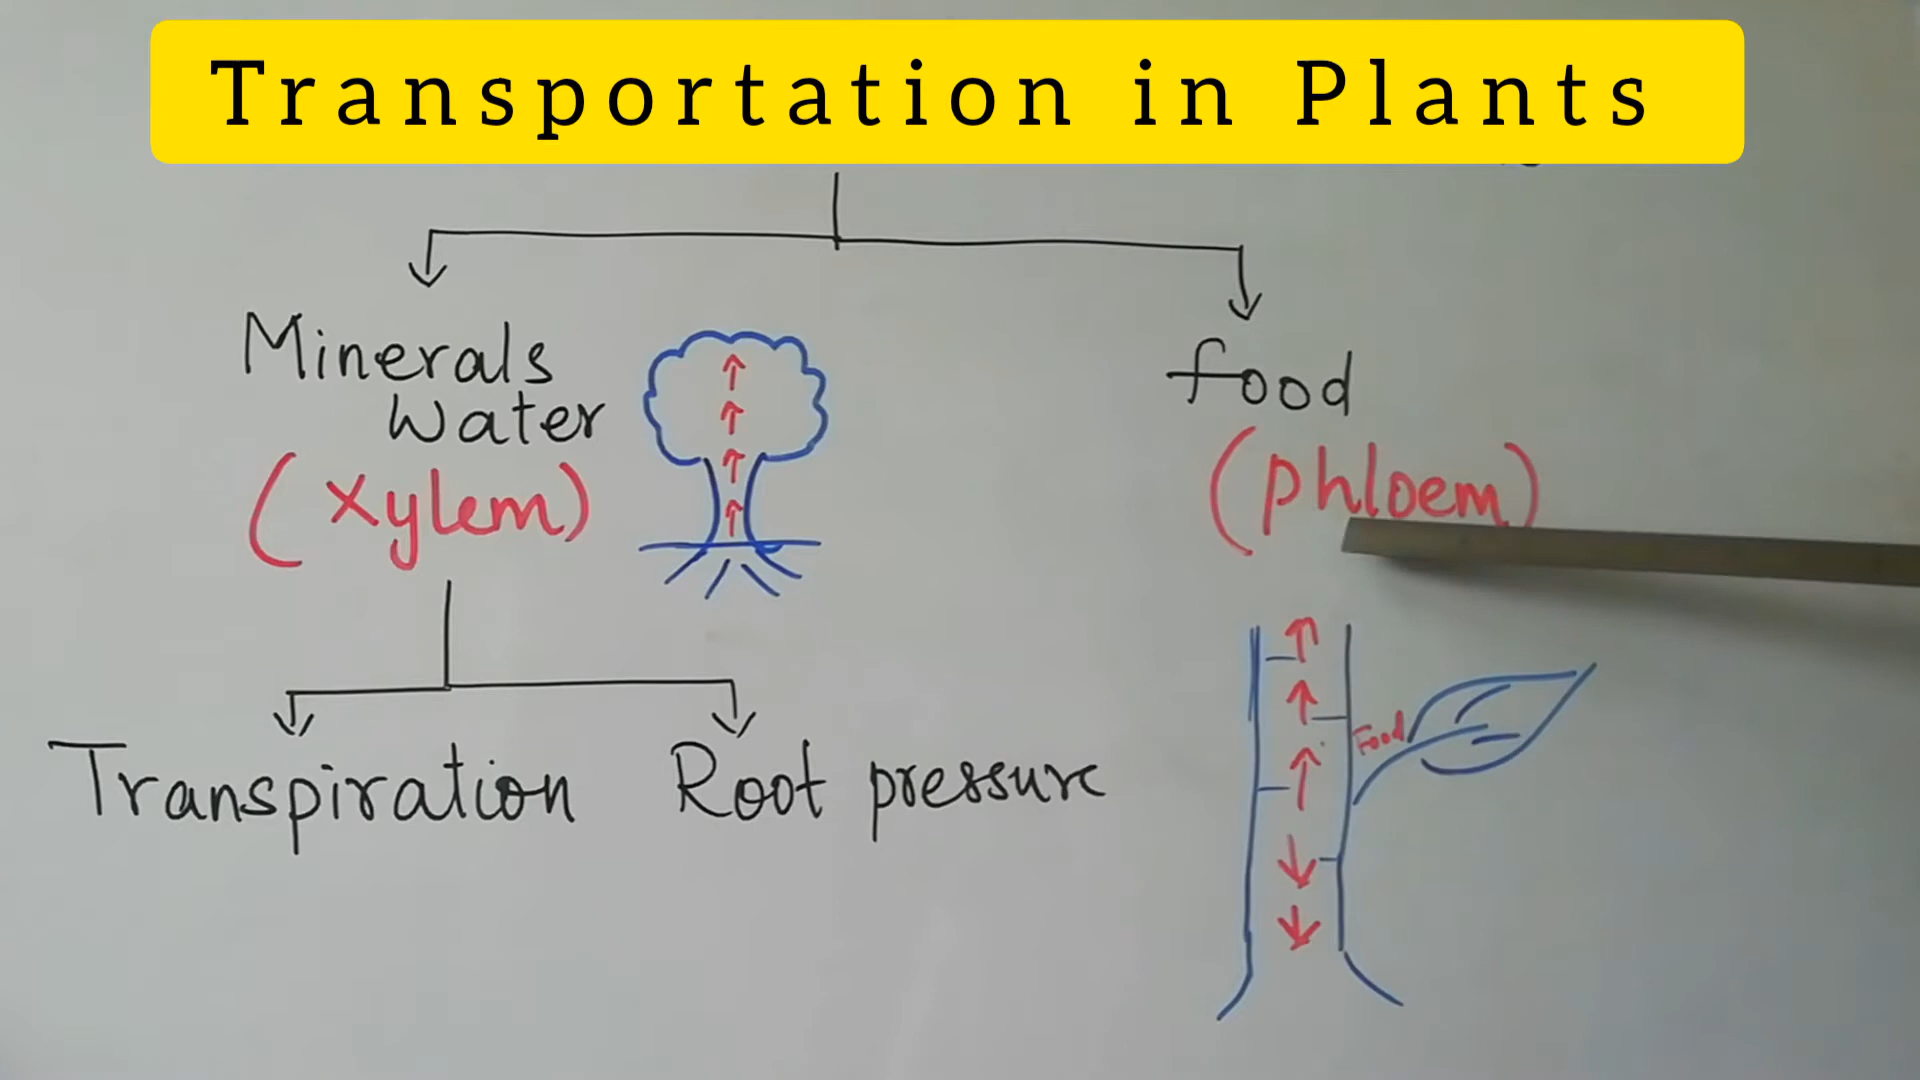 Transportation in Plants
Minerals
Water
(Xylem)
food
(phloem)
Transpiration
Root pressure
Food